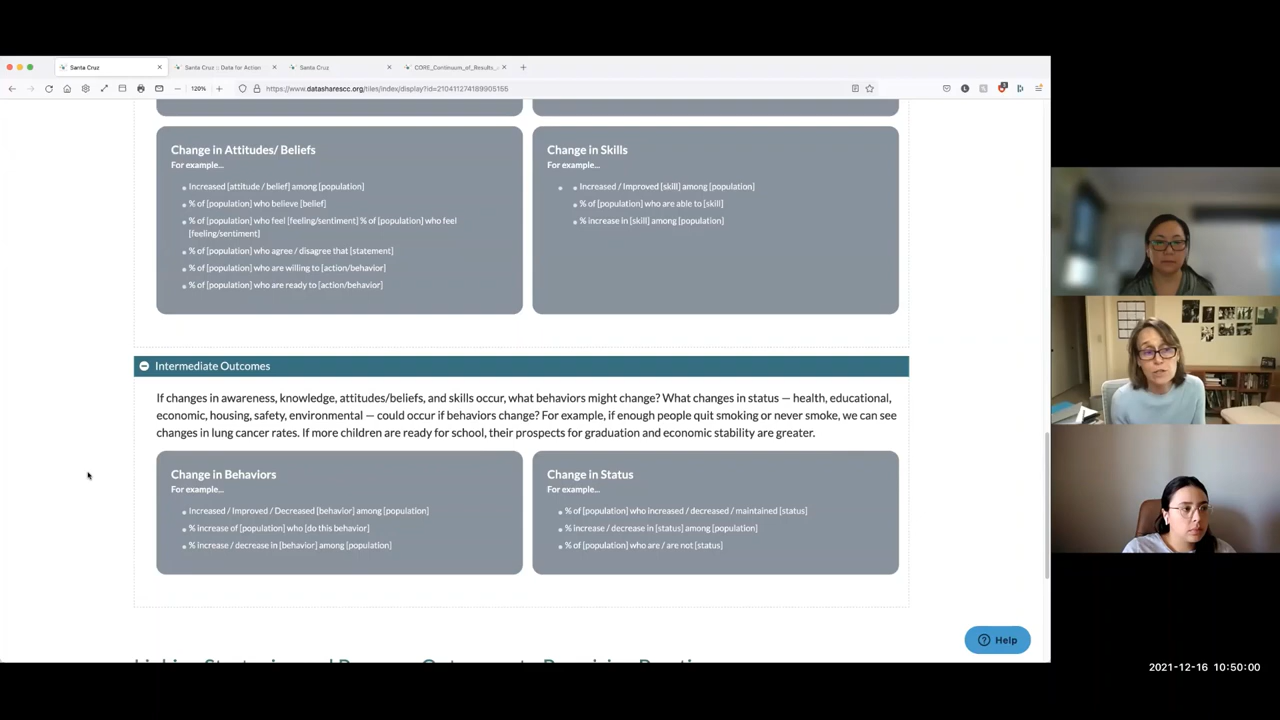 Santa Cruz
Santa Cruz :: Data for Action
Santa Cruz
CORE_Continuum_of_Results_
120%
https://www.datasharescc.org/tiles/index/display?id=210411274189905155
Change in Attitudes/ Beliefs
For example...
Increased [attitude / belief] among [population]
% of [population] who believe [belief]
% of [population] who feel [feeling/sentiment] % of [population] who feel
[feeling/sentiment]
% of [population] who agree / disagree that [statement]
% of [population] who are willing to [action/behavior]
% of [population] who are ready to [action/behavior]
Change in Skills
For example...
Increased / Improved [skill] among [population]
% of [population] who are able to [skill]
% increase in [skill] among [population]
Intermediate Outcomes
If changes in awareness, knowledge, attitudes/beliefs, and skills occur, what behaviors might change? What changes in status — health, educational,
economic, housing, safety, environmental — could occur if behaviors change? For example, if enough people quit smoking or never smoke, we can see
changes in lung cancer rates. If more children are ready for school, their prospects for graduation and economic stability are greater.
Change in Behaviors
For example...
Increased / Improved / Decreased [behavior] among [population]
% increase of [population] who [do this behavior]
% increase / decrease in [behavior] among [population]
Change in Status
For example...
% of [population] who increased / decreased / maintained [status]
% increase / decrease in [status] among [population]
% of [population] who are / are not [status]
Help
2021-12-16 10:50:00